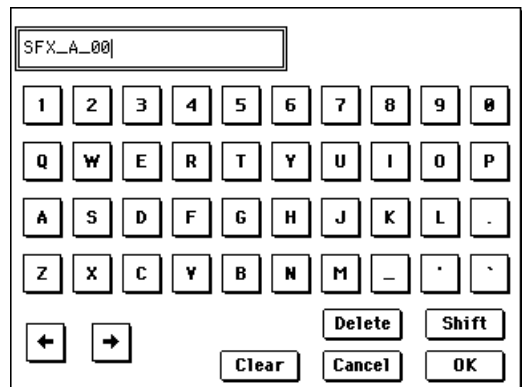 SFX_A_00
1 2 3 4 5 6 7 8 9 0
Q W E R T Y U I O P
A S D F G H J K L .
Z X C V B N M _ ' `
← → Delete Shift
Clear Cancel OK